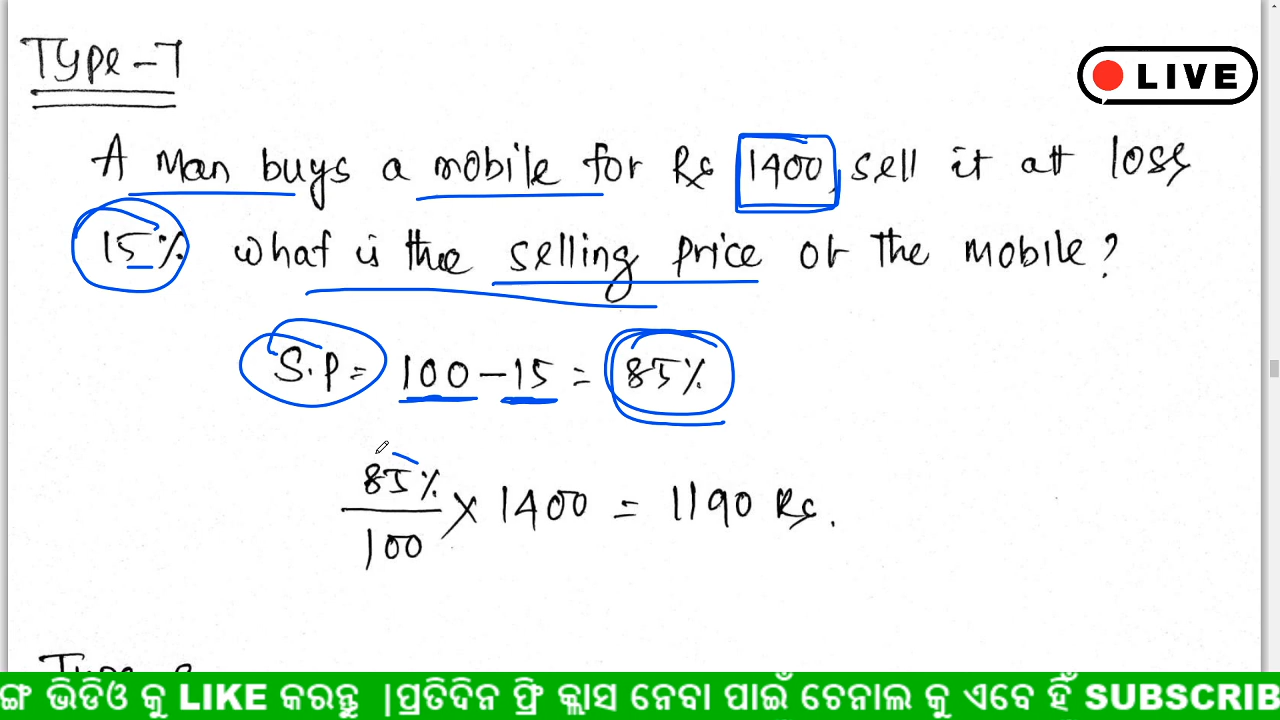 Type-7
LIVE
A Man buys a mobile for Rs 1400, sell it at loss
15% what is the selling price of the mobile?
S.P = 100 - 15 = 85%
85%/100 × 1400 = 1190 Rs.
ଙ୍ଗ ଭିଡିଓ କୁ LIKE କରନ୍ତୁ |ପ୍ରତିଦିନ ଫ୍ରି କ୍ଲାସ ନେବା ପାଇଁ ଚେନାଲ କୁ ଏବେ ହିଁ SUBSCRIB